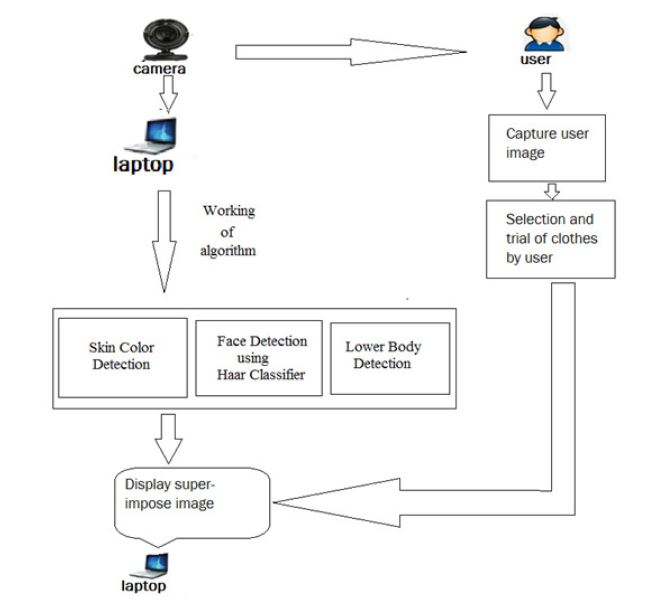 camera
user
laptop
Capture user
image
Working
of
algorithm
Selection and
trial of clothes
by user
Skin Color
Detection
Face Detection
using
Haar Classifier
Lower Body
Detection
Display super-
impose image
laptop